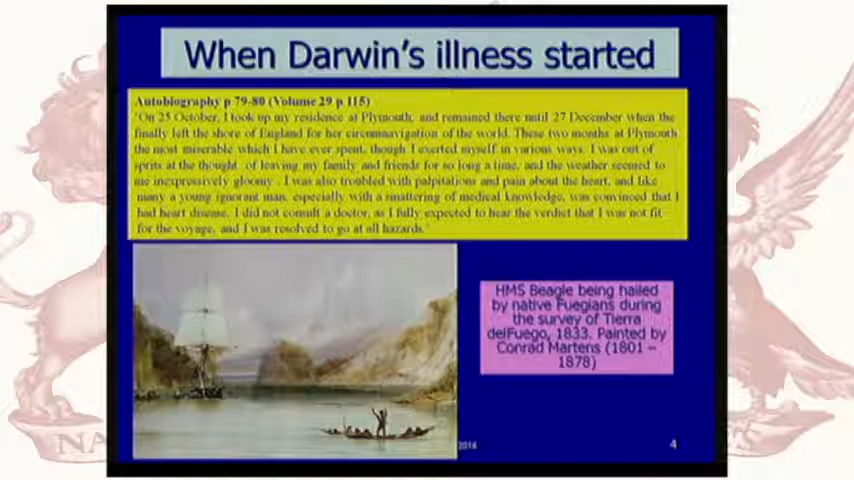 When Darwin's illness started
Autobiography p 79-80 (Volume 29 p 115)
'On 25 October, I took up my residence at Plymouth, and remained there until 27 December when the
finally left the shore of England for her circumnavigation of the world. These two months at Plymouth
the most miserable which I have ever spent, though I exerted myself in various ways. I was out of
sprits at the thought of leaving my family and friends for so long a time, and the weather seemed to
me inexpressively gloomy . I was also troubled with palpitations and pain about the heart, and like
many a young ignorant man, especially with a smattering of medical knowledge, was convinced that I
had heart disease. I did not consult a doctor, as I fully expected to hear the verdict that I was not fit
for the voyage, and I was resolved to go at all hazards.'
HMS Beagle being hailed
by native Fuegians during
the survey of Tierra
delFuego, 1833. Painted by
Conrad Martens (1801 –
1878)
2014
4
NA